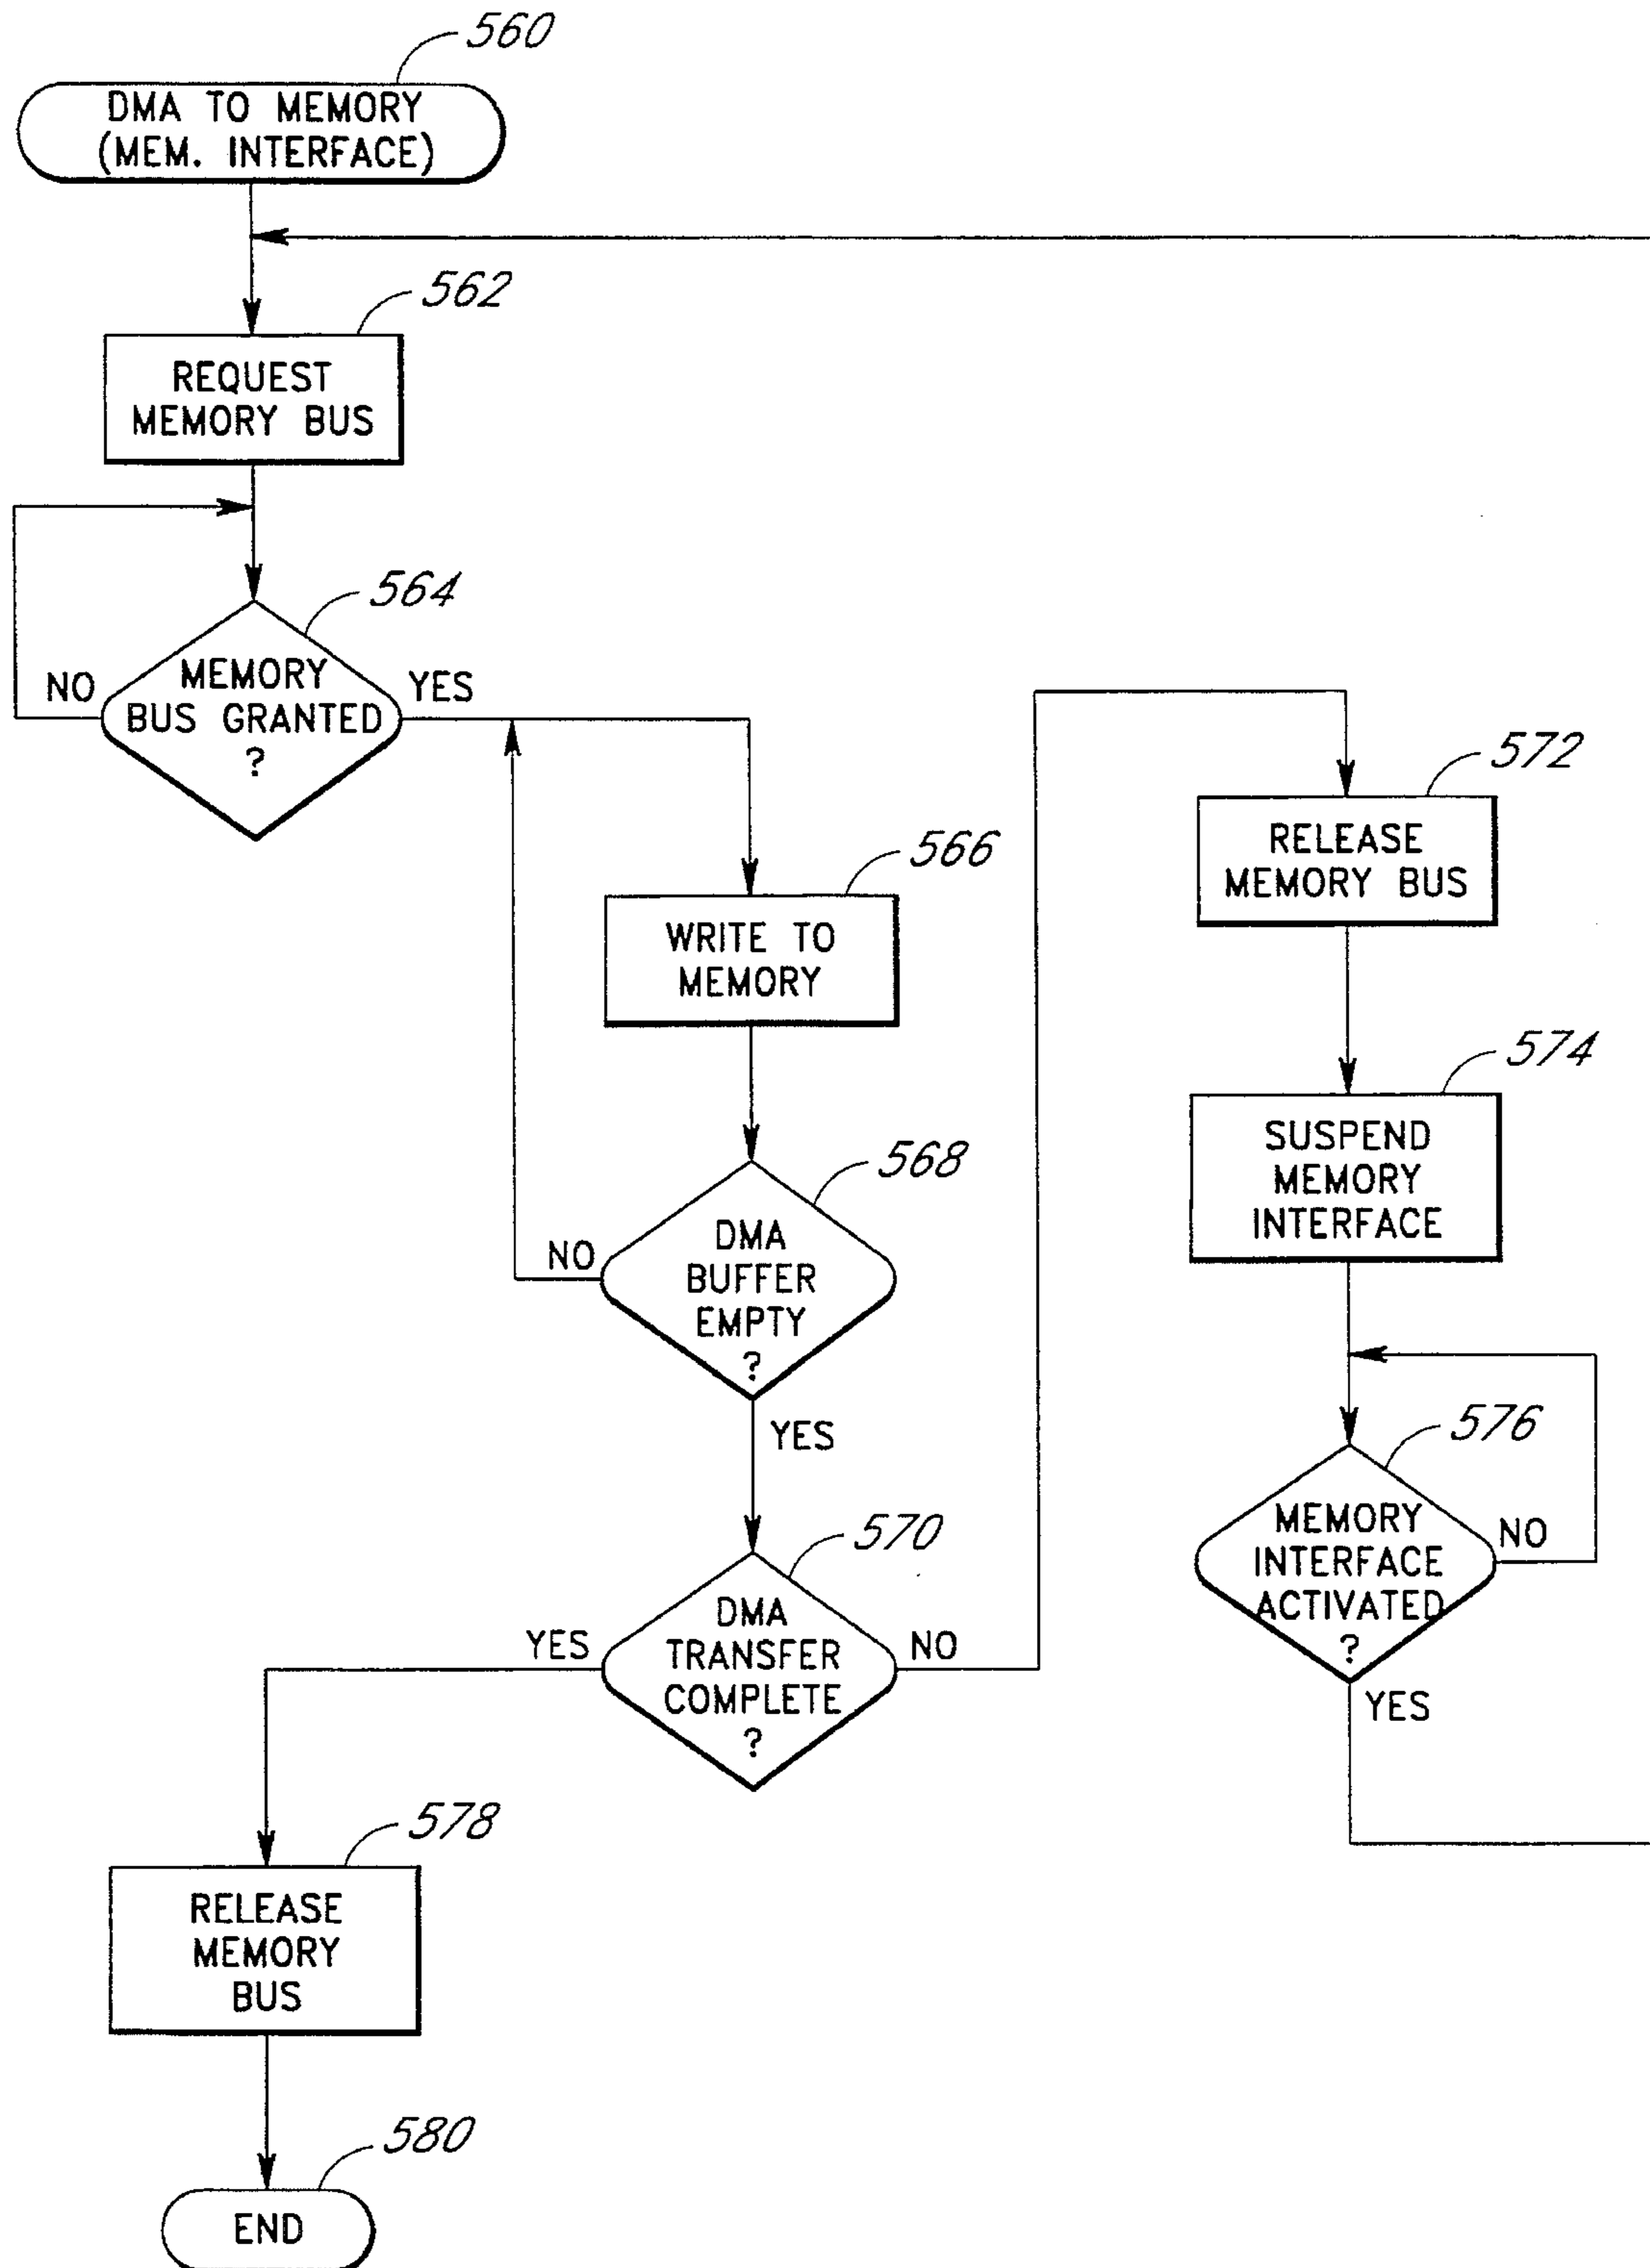 560
DMA TO MEMORY
(MEM. INTERFACE)
562
REQUEST
MEMORY BUS
564
NO
MEMORY
BUS GRANTED
?
YES
566
WRITE TO
MEMORY
568
NO
DMA
BUFFER
EMPTY
?
YES
570
YES
DMA
TRANSFER
COMPLETE
?
NO
572
RELEASE
MEMORY BUS
574
SUSPEND
MEMORY
INTERFACE
576
MEMORY
INTERFACE
ACTIVATED
?
NO
YES
578
RELEASE
MEMORY
BUS
580
END